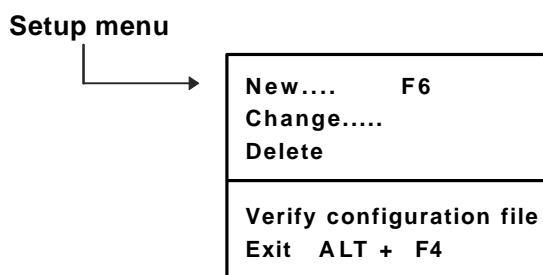 Setup menu
New.... F6
Change.....
Delete
Verify configuration file
Exit ALT + F4